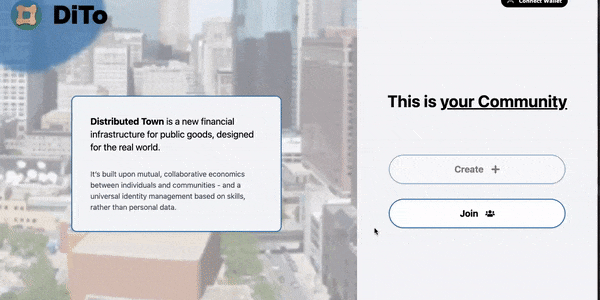 DiTo
Connect Wallet
This is your Community
Distributed Town is a new financial
infrastructure for public goods, designed
for the real world.
It's built upon mutual, collaborative economics
between individuals and communities - and a
universal identity management based on skills,
rather than personal data.
Create +
Join